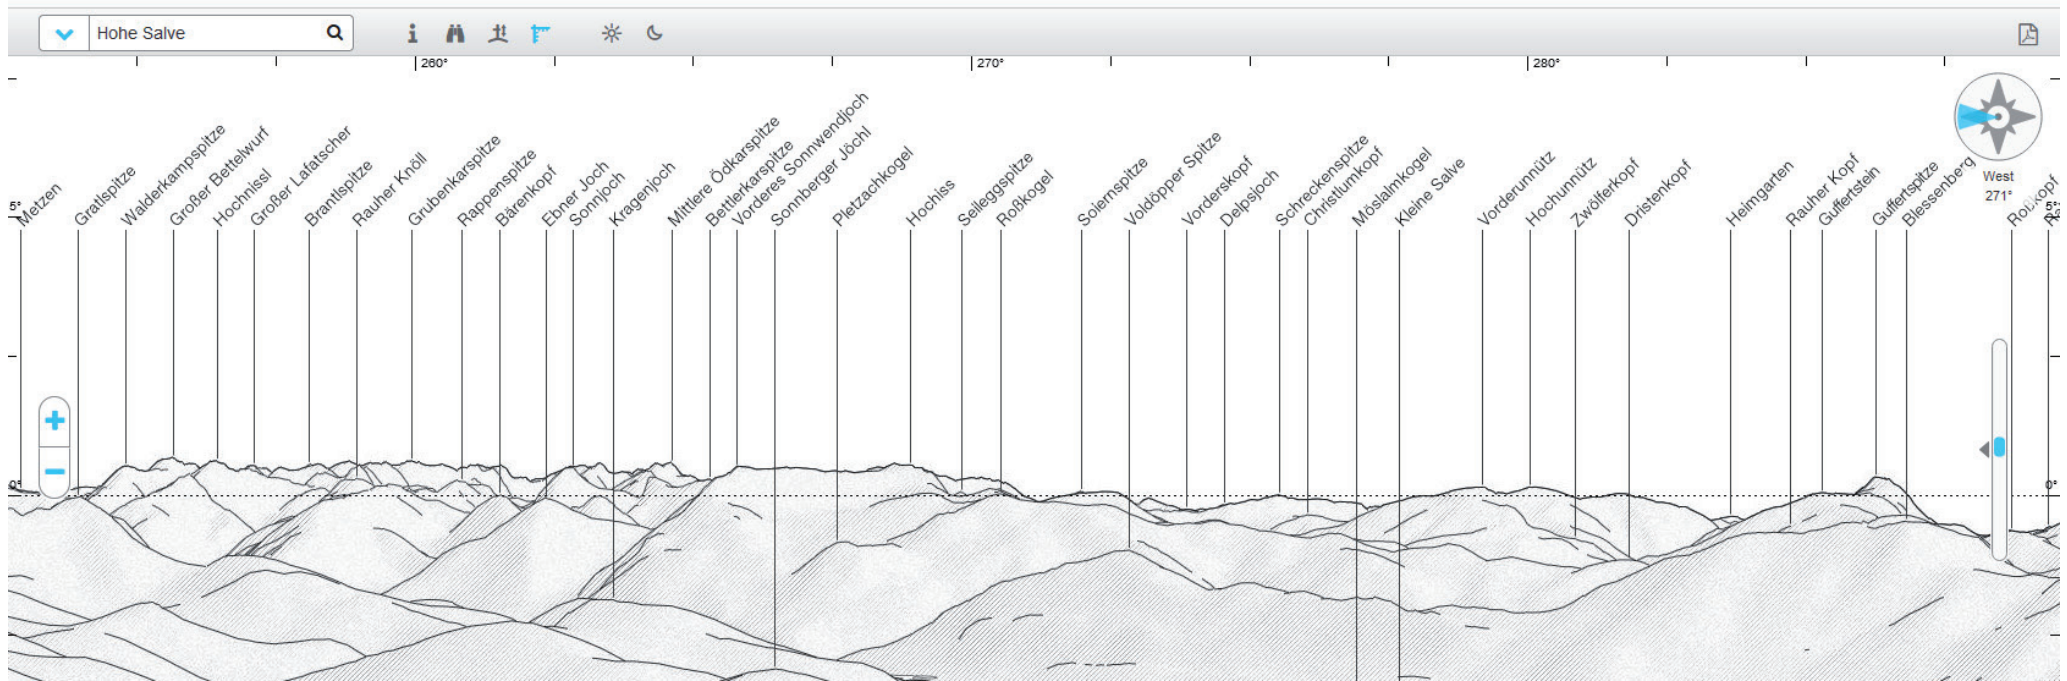 Hohe Salve
260°
270°
280°
West
271°
5°
5°
0°
0°
Metzen
Gratlspitze
Walderkampspitze
Großer Bettelwurf
Hochnissl
Großer Lafatscher
Brantlspitze
Rauher Knöll
Grubenkarspitze
Rappenspitze
Bärenkopf
Ebner Joch
Sonnjoch
Kragenjoch
Mittlere Ödkarspitze
Bettlerkarspitze
Vorderes Sonnwendjoch
Sonnberger Jöchl
Pletzachkogel
Hochiss
Seileggspitze
Roßkogel
Soiernspitze
Voldöpper Spitze
Vorderskopf
Delpsjoch
Schreckenspitze
Christlumkopf
Möslalmkogel
Kleine Salve
Vorderunnütz
Hochunnütz
Zwölferkopf
Dristenkopf
Heimgarten
Rauher Kopf
Guffertstein
Guffertspitze
Blessenberg
Roßkopf